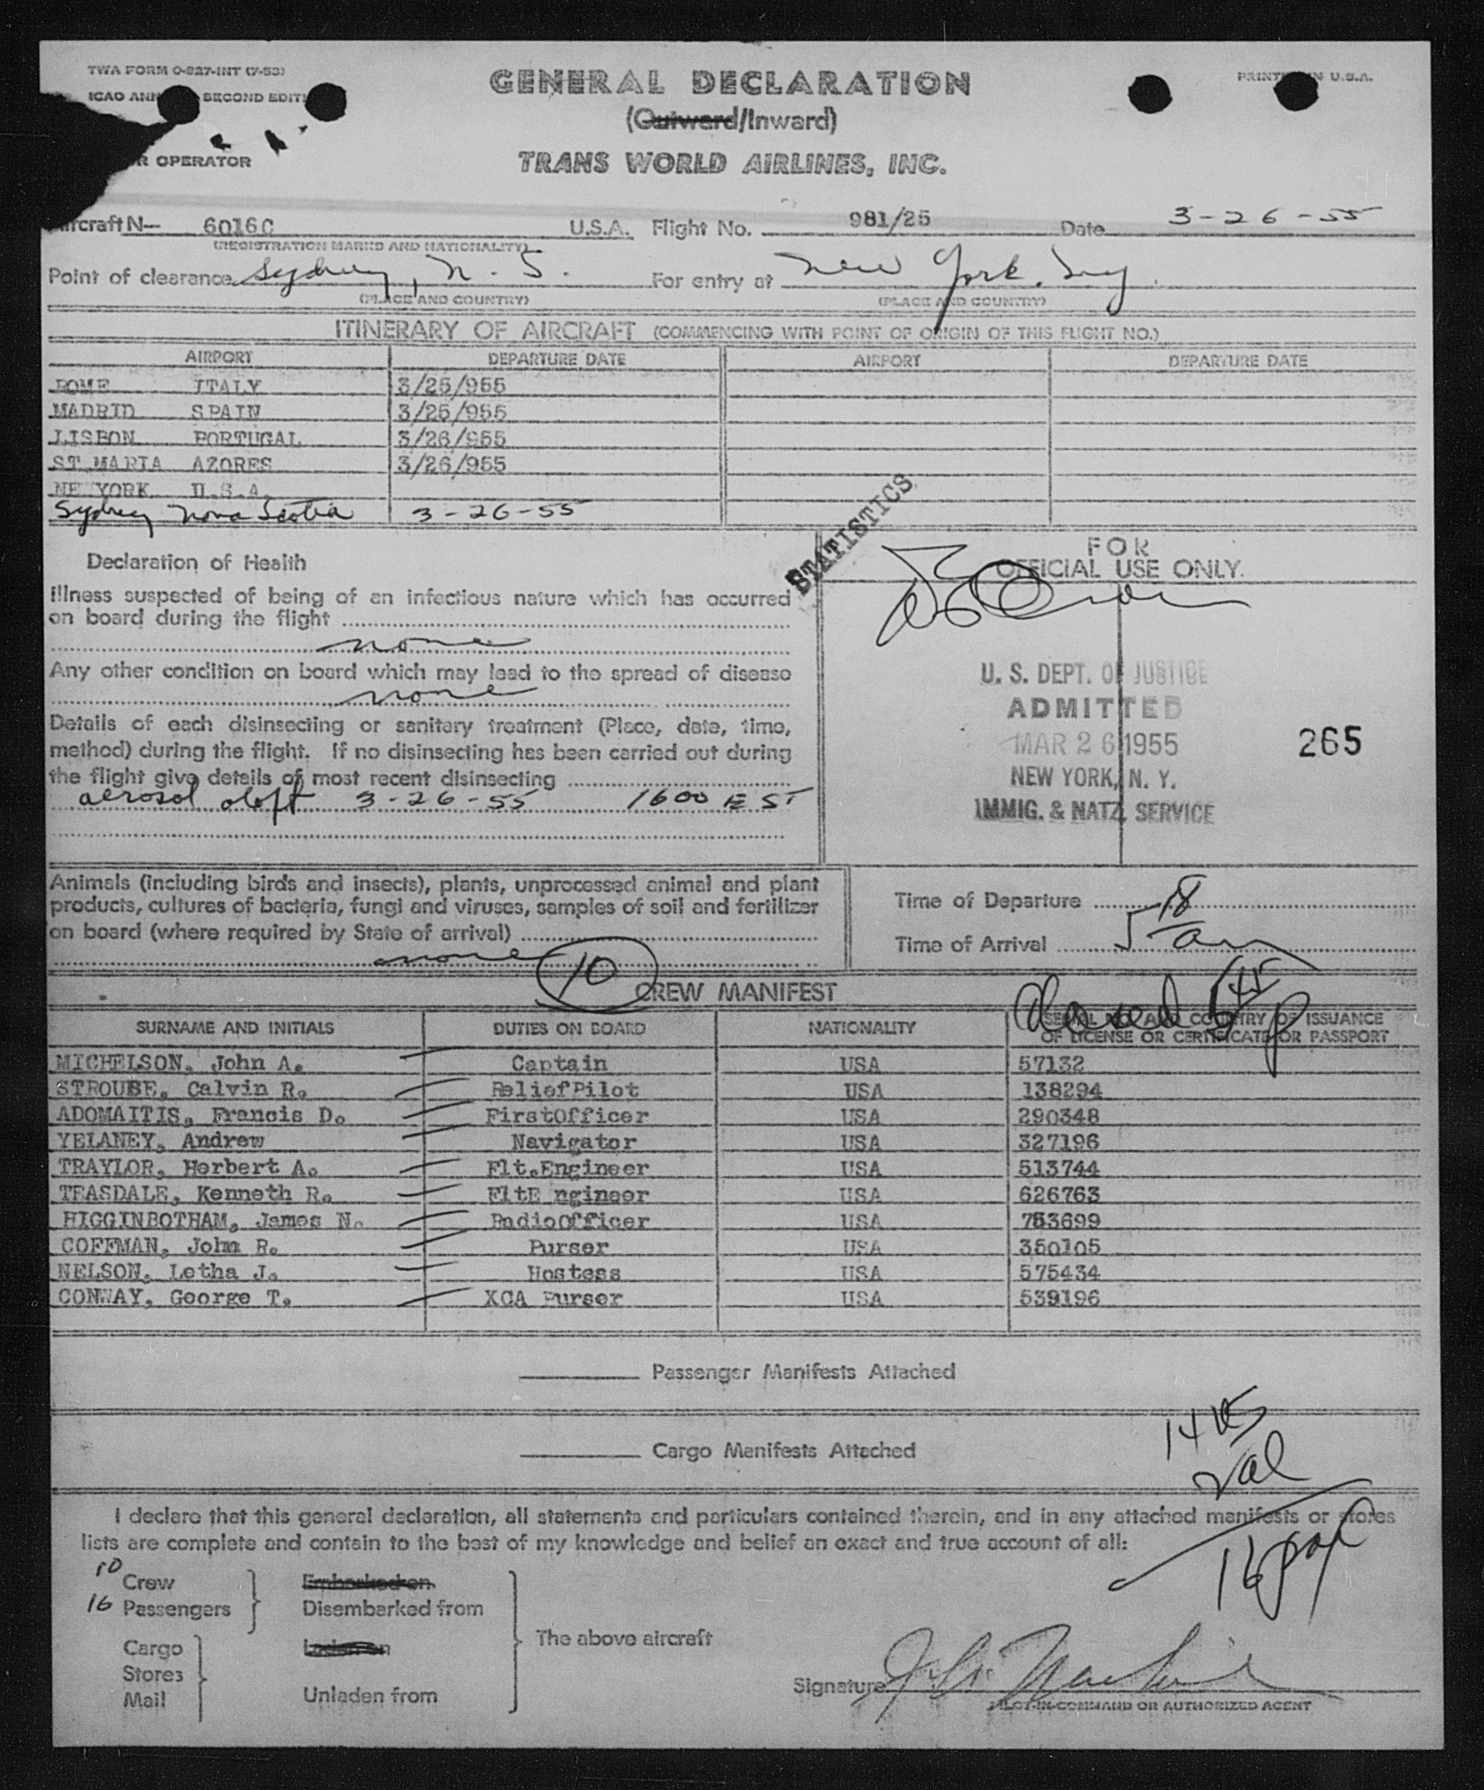 TWA FORM O-827-INT (7-53)
GENERAL DECLARATION
PRINTED IN U.S.A.
ICAO ANN SECOND EDITI
(Outward/Inward)
R OPERATOR
TRANS WORLD AIRLINES, INC.
ircraft N— 6016C U.S.A. Flight No. 981/25 Date 3-26-55
(REGISTRATION MARKS AND NATIONALITY)
Point of clearance Sydney, N. S. For entry at New York,
(PLACE AND COUNTRY) (PLACE AND COUNTRY)
ITINERARY OF AIRCRAFT (COMMENCING WITH POINT OF ORIGIN OF THIS FLIGHT NO.)
AIRPORT DEPARTURE DATE AIRPORT DEPARTURE DATE
ROME ITALY 3/25/955
MADRID SPAIN 3/25/955
LISBON PORTUGAL 3/26/955
ST MARIA AZORES 3/26/955
NE YORK U.S.A.
Sydney Nova Scotia 3-26-55
STATISTICS
Declaration of Health
FOR
OFFICIAL USE ONLY.
Illness suspected of being of an infectious nature which has occurred
on board during the flight
none
Any other condition on board which may lead to the spread of disease
none
Details of each disinsecting or sanitary treatment (Place, date, time,
method) during the flight. If no disinsecting has been carried out during
the flight give details of most recent disinsecting
aerosol aloft 3-26-55 1600 EST
U. S. DEPT. OF JUSTICE
ADMITTED
MAR 26 1955 265
NEW YORK, N. Y.
IMMIG. & NATZ. SERVICE
Animals (including birds and insects), plants, unprocessed animal and plant
products, cultures of bacteria, fungi and viruses, samples of soil and fertilizer
on board (where required by State of arrival)
none
Time of Departure
Time of Arrival
10
CREW MANIFEST
SURNAME AND INITIALS DUTIES ON BOARD NATIONALITY SERIAL NO. AND COUNTRY OF ISSUANCE
OF LICENSE OR CERTIFICATE OR PASSPORT
MICHELSON, John A. Captain USA 57132
STROUBE, Calvin R. ReliefPilot USA 138294
ADOMAITIS, Francis D. FirstOfficer USA 290348
YELANEY, Andrew Navigator USA 327196
TRAYLOR, Herbert A. Flt.Engineer USA 513744
TEASDALE, Kenneth R. FltE ngineer USA 626763
HIGGINBOTHAM, James N. RadioOfficer USA 753699
COFFMAN, John R. Purser USA 350105
NELSON, Letha J. Hostess USA 575434
CONWAY, George T. XCA Purser USA 539196
Passenger Manifests Attached
Cargo Manifests Attached
14 US
16
I declare that this general declaration, all statements and particulars contained therein, and in any attached manifests or stores
lists are complete and contain to the best of my knowledge and belief an exact and true account of all:
10 Crew Embarked on
16 Passengers Disembarked from
The above aircraft
Cargo Laden on
Stores
Mail Unladen from
Signature
PILOT-IN-COMMAND OR AUTHORIZED AGENT